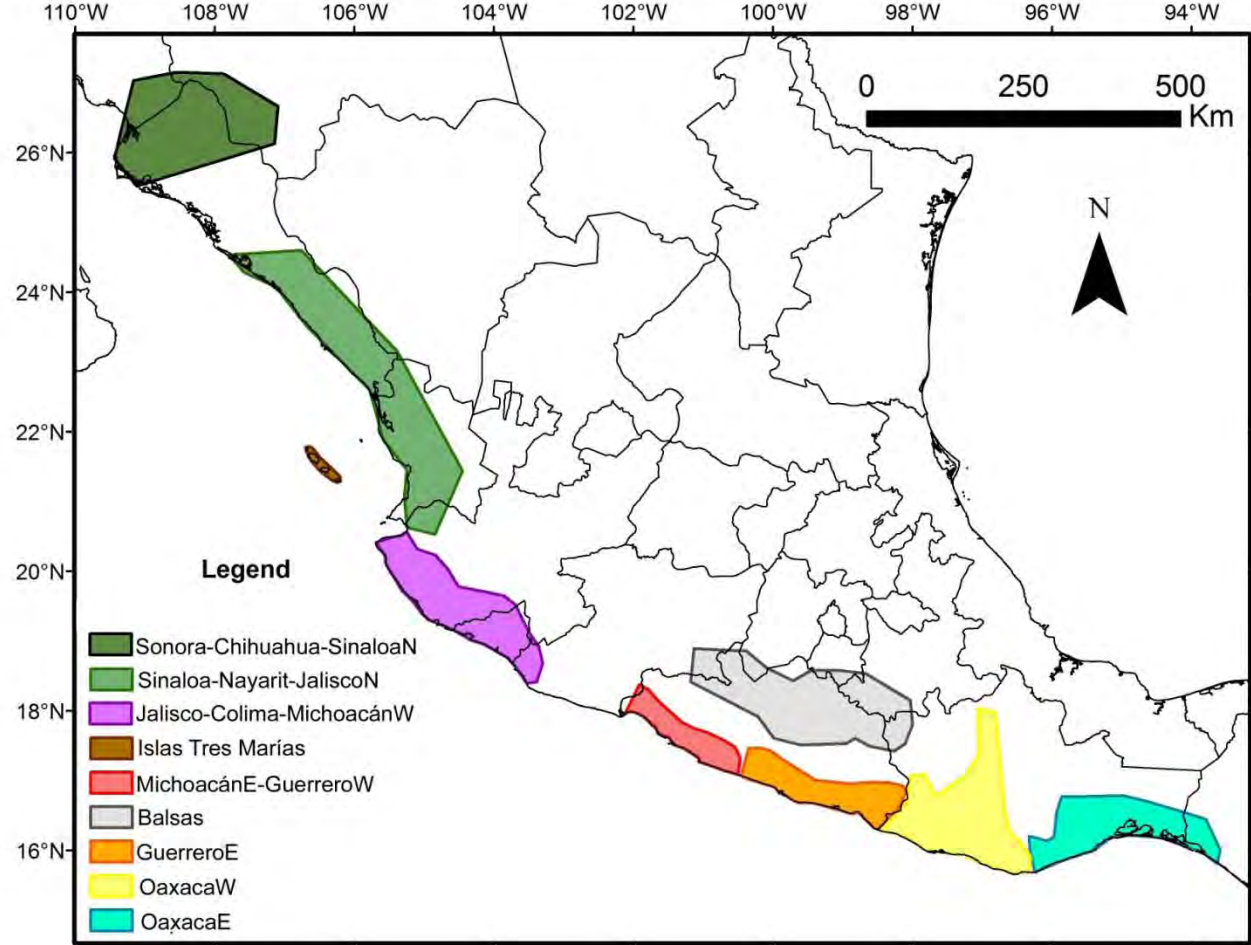 110°W 108°W 106°W 104°W 102°W 100°W 98°W 96°W 94°W
0 250 500
Km
26°N
N
24°N
22°N
20°N
Legend
Sonora-Chihuahua-SinaloaN
Sinaloa-Nayarit-JaliscoN
Jalisco-Colima-MichoacánW
18°N
Islas Tres Marías
MichoacánE-GuerreroW
Balsas
16°N
GuerreroE
OaxacaW
OaxacaE